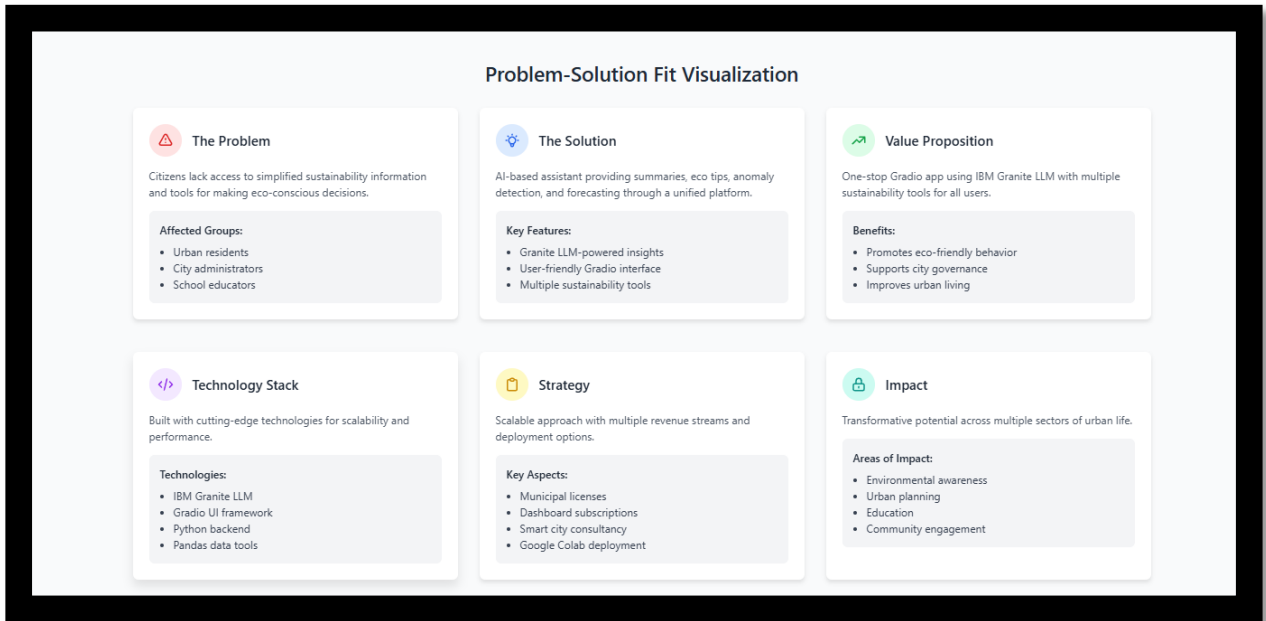 Problem-Solution Fit Visualization
The Problem
Citizens lack access to simplified sustainability information
and tools for making eco-conscious decisions.
Affected Groups:
• Urban residents
• City administrators
• School educators
The Solution
AI-based assistant providing summaries, eco tips, anomaly
detection, and forecasting through a unified platform.
Key Features:
• Granite LLM-powered insights
• User-friendly Gradio interface
• Multiple sustainability tools
Value Proposition
One-stop Gradio app using IBM Granite LLM with multiple
sustainability tools for all users.
Benefits:
• Promotes eco-friendly behavior
• Supports city governance
• Improves urban living
</> Technology Stack
Built with cutting-edge technologies for scalability and
performance.
Technologies:
• IBM Granite LLM
• Gradio UI framework
• Python backend
• Pandas data tools
Strategy
Scalable approach with multiple revenue streams and
deployment options.
Key Aspects:
• Municipal licenses
• Dashboard subscriptions
• Smart city consultancy
• Google Colab deployment
Impact
Transformative potential across multiple sectors of urban life.
Areas of Impact:
• Environmental awareness
• Urban planning
• Education
• Community engagement